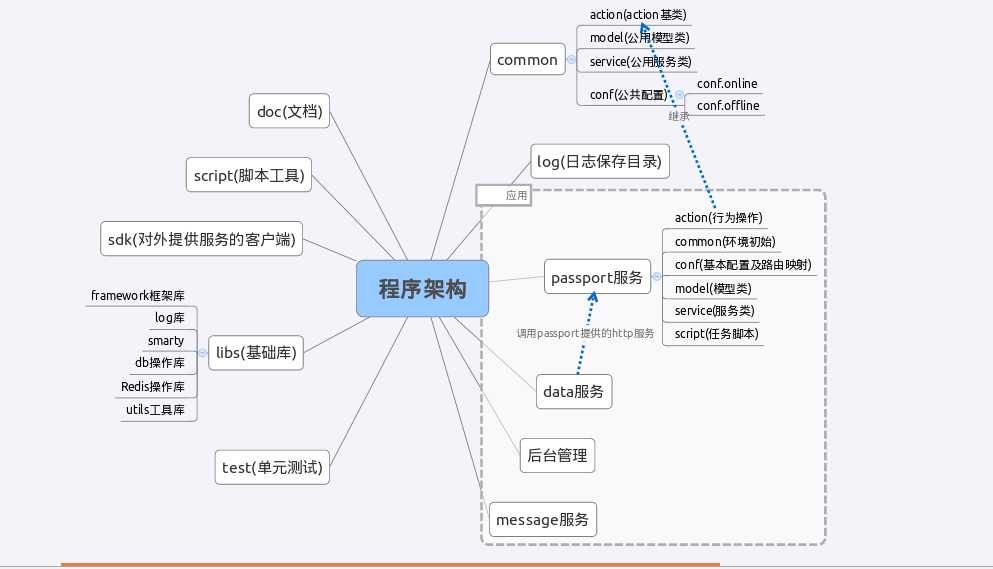 程序架构
common
action(action基类)
model(公用模型类)
service(公用服务类)
conf(公共配置)
conf.online
conf.offline
继承
log(日志保存目录)
应用
passport服务
action(行为操作)
common(环境初始)
conf(基本配置及路由映射)
model(模型类)
service(服务类)
script(任务脚本)
调用passport提供的http服务
data服务
后台管理
message服务
doc(文档)
script(脚本工具)
sdk(对外提供服务的客户端)
libs(基础库)
framework框架库
log库
smarty
db操作库
Redis操作库
utils工具库
test(单元测试)